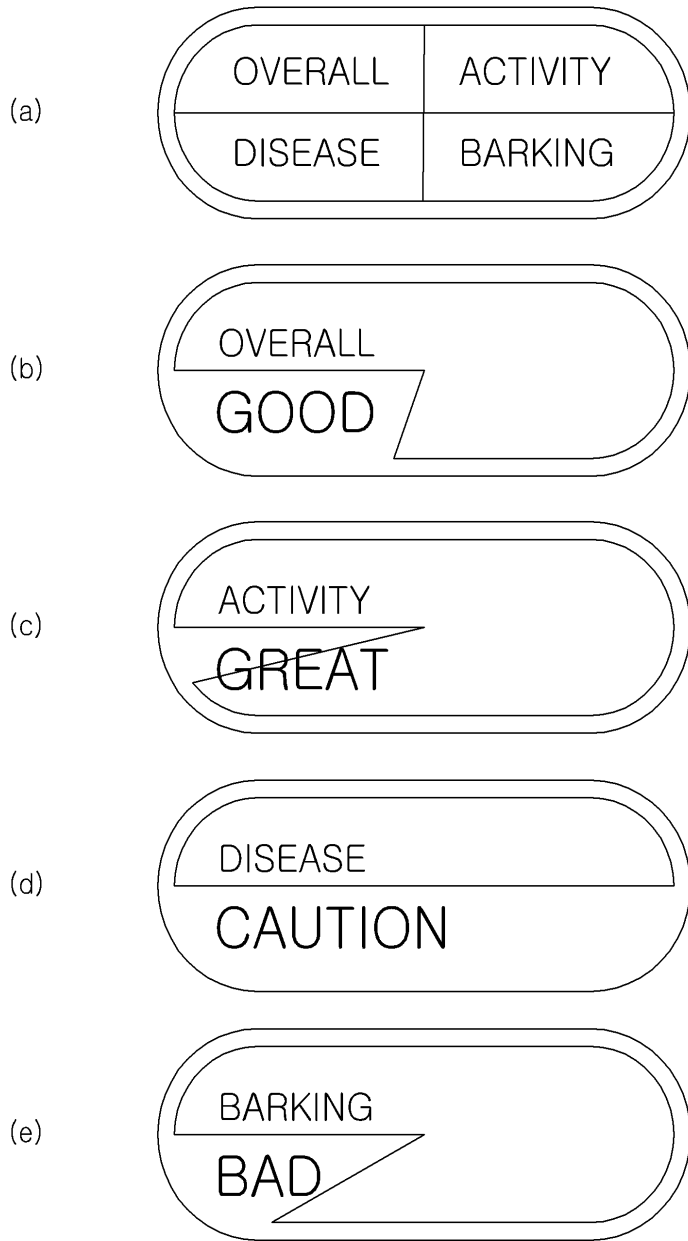 (a)
OVERALL ACTIVITY
DISEASE BARKING
(b)
OVERALL
GOOD
(c)
ACTIVITY
GREAT
(d)
DISEASE
CAUTION
(e)
BARKING
BAD